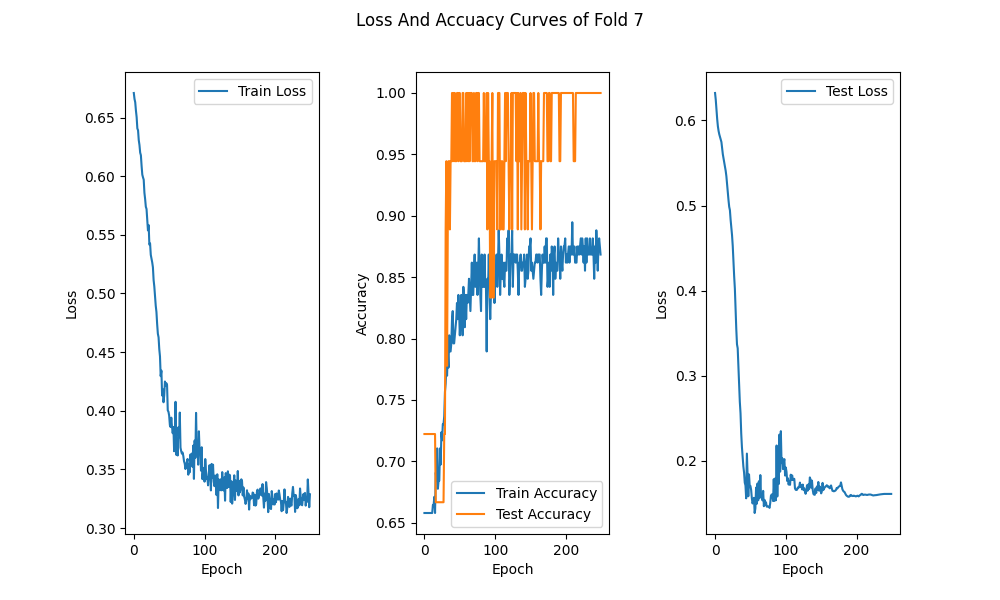 Loss And Accuacy Curves of Fold 7
Train Loss
0.65
0.60
0.55
0.50
0.45
0.40
0.35
0.30
Loss
0
100
200
Epoch
1.00
0.95
0.90
0.85
0.80
0.75
0.70
0.65
Accuracy
Train Accuracy
Test Accuracy
0
100
200
Epoch
Test Loss
0.6
0.5
0.4
0.3
0.2
Loss
0
100
200
Epoch